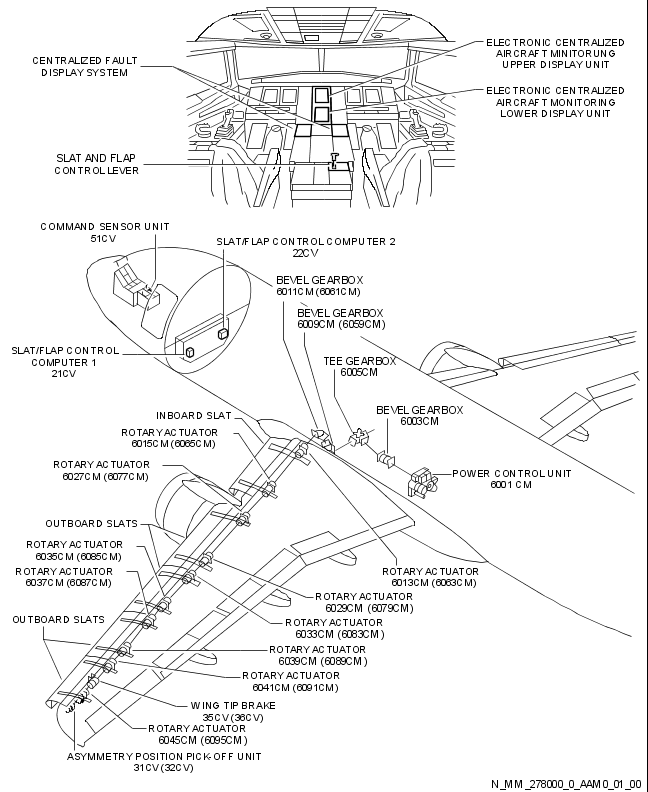 CENTRALIZED FAULT
DISPLAY SYSTEM
ELECTRONIC CENTRALIZED
AIRCRAFT MINITORUNG
UPPER DISPLAY UNIT
ELECTRONIC CENTRALIZED
AIRCRAFT MONITORING
LOWER DISPLAY UNIT
SLAT AND FLAP
CONTROL LEVER
COMMAND SENSOR UNIT
51CV
SLAT/FLAP CONTROL COMPUTER 2
22CV
BEVEL GEARBOX
6011CM (6061CM)
BEVEL GEARBOX
6009CM (6059CM)
SLAT/FLAP CONTROL
COMPUTER 1
21CV
TEE GEARBOX
6005CM
BEVEL GEARBOX
6003CM
INBOARD SLAT
ROTARY ACTUATOR
6015CM (6065CM)
ROTARY ACTUATOR
6027CM (6077CM)
POWER CONTROL UNIT
6001 CM
OUTBOARD SLATS
ROTARY ACTUATOR
6035CM (6085CM)
ROTARY ACTUATOR
6037CM (6087CM)
ROTARY ACTUATOR
6013CM (6063CM)
ROTARY ACTUATOR
6029CM (6079CM)
OUTBOARD SLATS
ROTARY ACTUATOR
6033CM (6083CM)
ROTARY ACTUATOR
6039CM (6089CM)
ROTARY ACTUATOR
6041CM (6091CM)
WING TIP BRAKE
35CV (36CV)
ROTARY ACTUATOR
6045CM (6095CM)
ASYMMETRY POSITION PICK-OFF UNIT
31CV (32CV)
N_MM_278000_0_AAM0_01_00